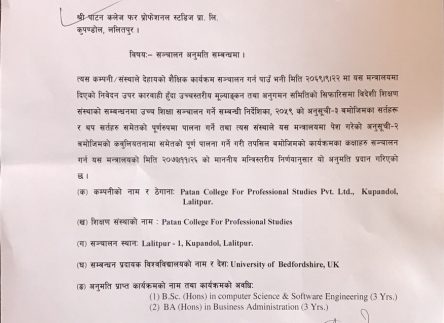 श्री पाटन कलेज फर प्रोफेशनल स्टडिज प्रा. लि.
कुपण्डोल, ललितपुर ।
विषय:– सञ्चालन अनुमति सम्बन्धमा ।
त्यस कम्पनी/संस्थाले देहायको शैक्षिक कार्यक्रम सञ्चालन गर्न पाउँ भनी मिति २०६९/९/२२ मा यस मन्त्रालयमा
दिएको निवेदन उपर कारवाही हुँदा उच्चस्तरीय मूल्याङ्कन तथा अनुगमन समितिको सिफारिसमा विदेशी शिक्षण
संस्थाको सम्बन्धनमा उच्च शिक्षा सञ्चालन गर्ने सम्बन्धी निर्देशिका, २०५९ को अनुसूची-३ बमोजिमका सर्तहरू
र थप सर्तहरू समेतको पूर्णरुपमा पालना गर्ने तथा त्यस संस्थाले यस मन्त्रालयमा पेश गरेको अनुसूची-२
बमोजिमको कबुलियतनामा समेतको पूर्ण पालना गर्ने गरी तपसिल बमोजिमको कार्यक्रमका कक्षाहरु सञ्चालन
गर्न यस मन्त्रालयको मिति २०७०/११/२६ को माननीय मन्त्रिस्तरीय निर्णयानुसार यो अनुमति प्रदान गरिएको
छ ।
(क) कम्पनीको नाम र ठेगाना: Patan College For Professional Studies Pvt. Ltd., Kupandol,
Lalitpur.
(ख) शिक्षण संस्थाको नाम : Patan College For Professional Studies
(ग) सञ्चालन स्थान: Lalitpur - 1, Kupandol, Lalitpur.
(घ) सम्बन्धन प्रदायक विश्वविद्यालयको नाम र देश: University of Bedfordshire, UK
(ङ) अनुमति प्राप्त कार्यक्रमको नाम तथा कार्यक्रमको अवधि:
(1) B.Sc. (Hons) in computer Science & Software Engineering (3 Yrs.)
(2) BA (Hons) in Business Administration (3 Yrs.)